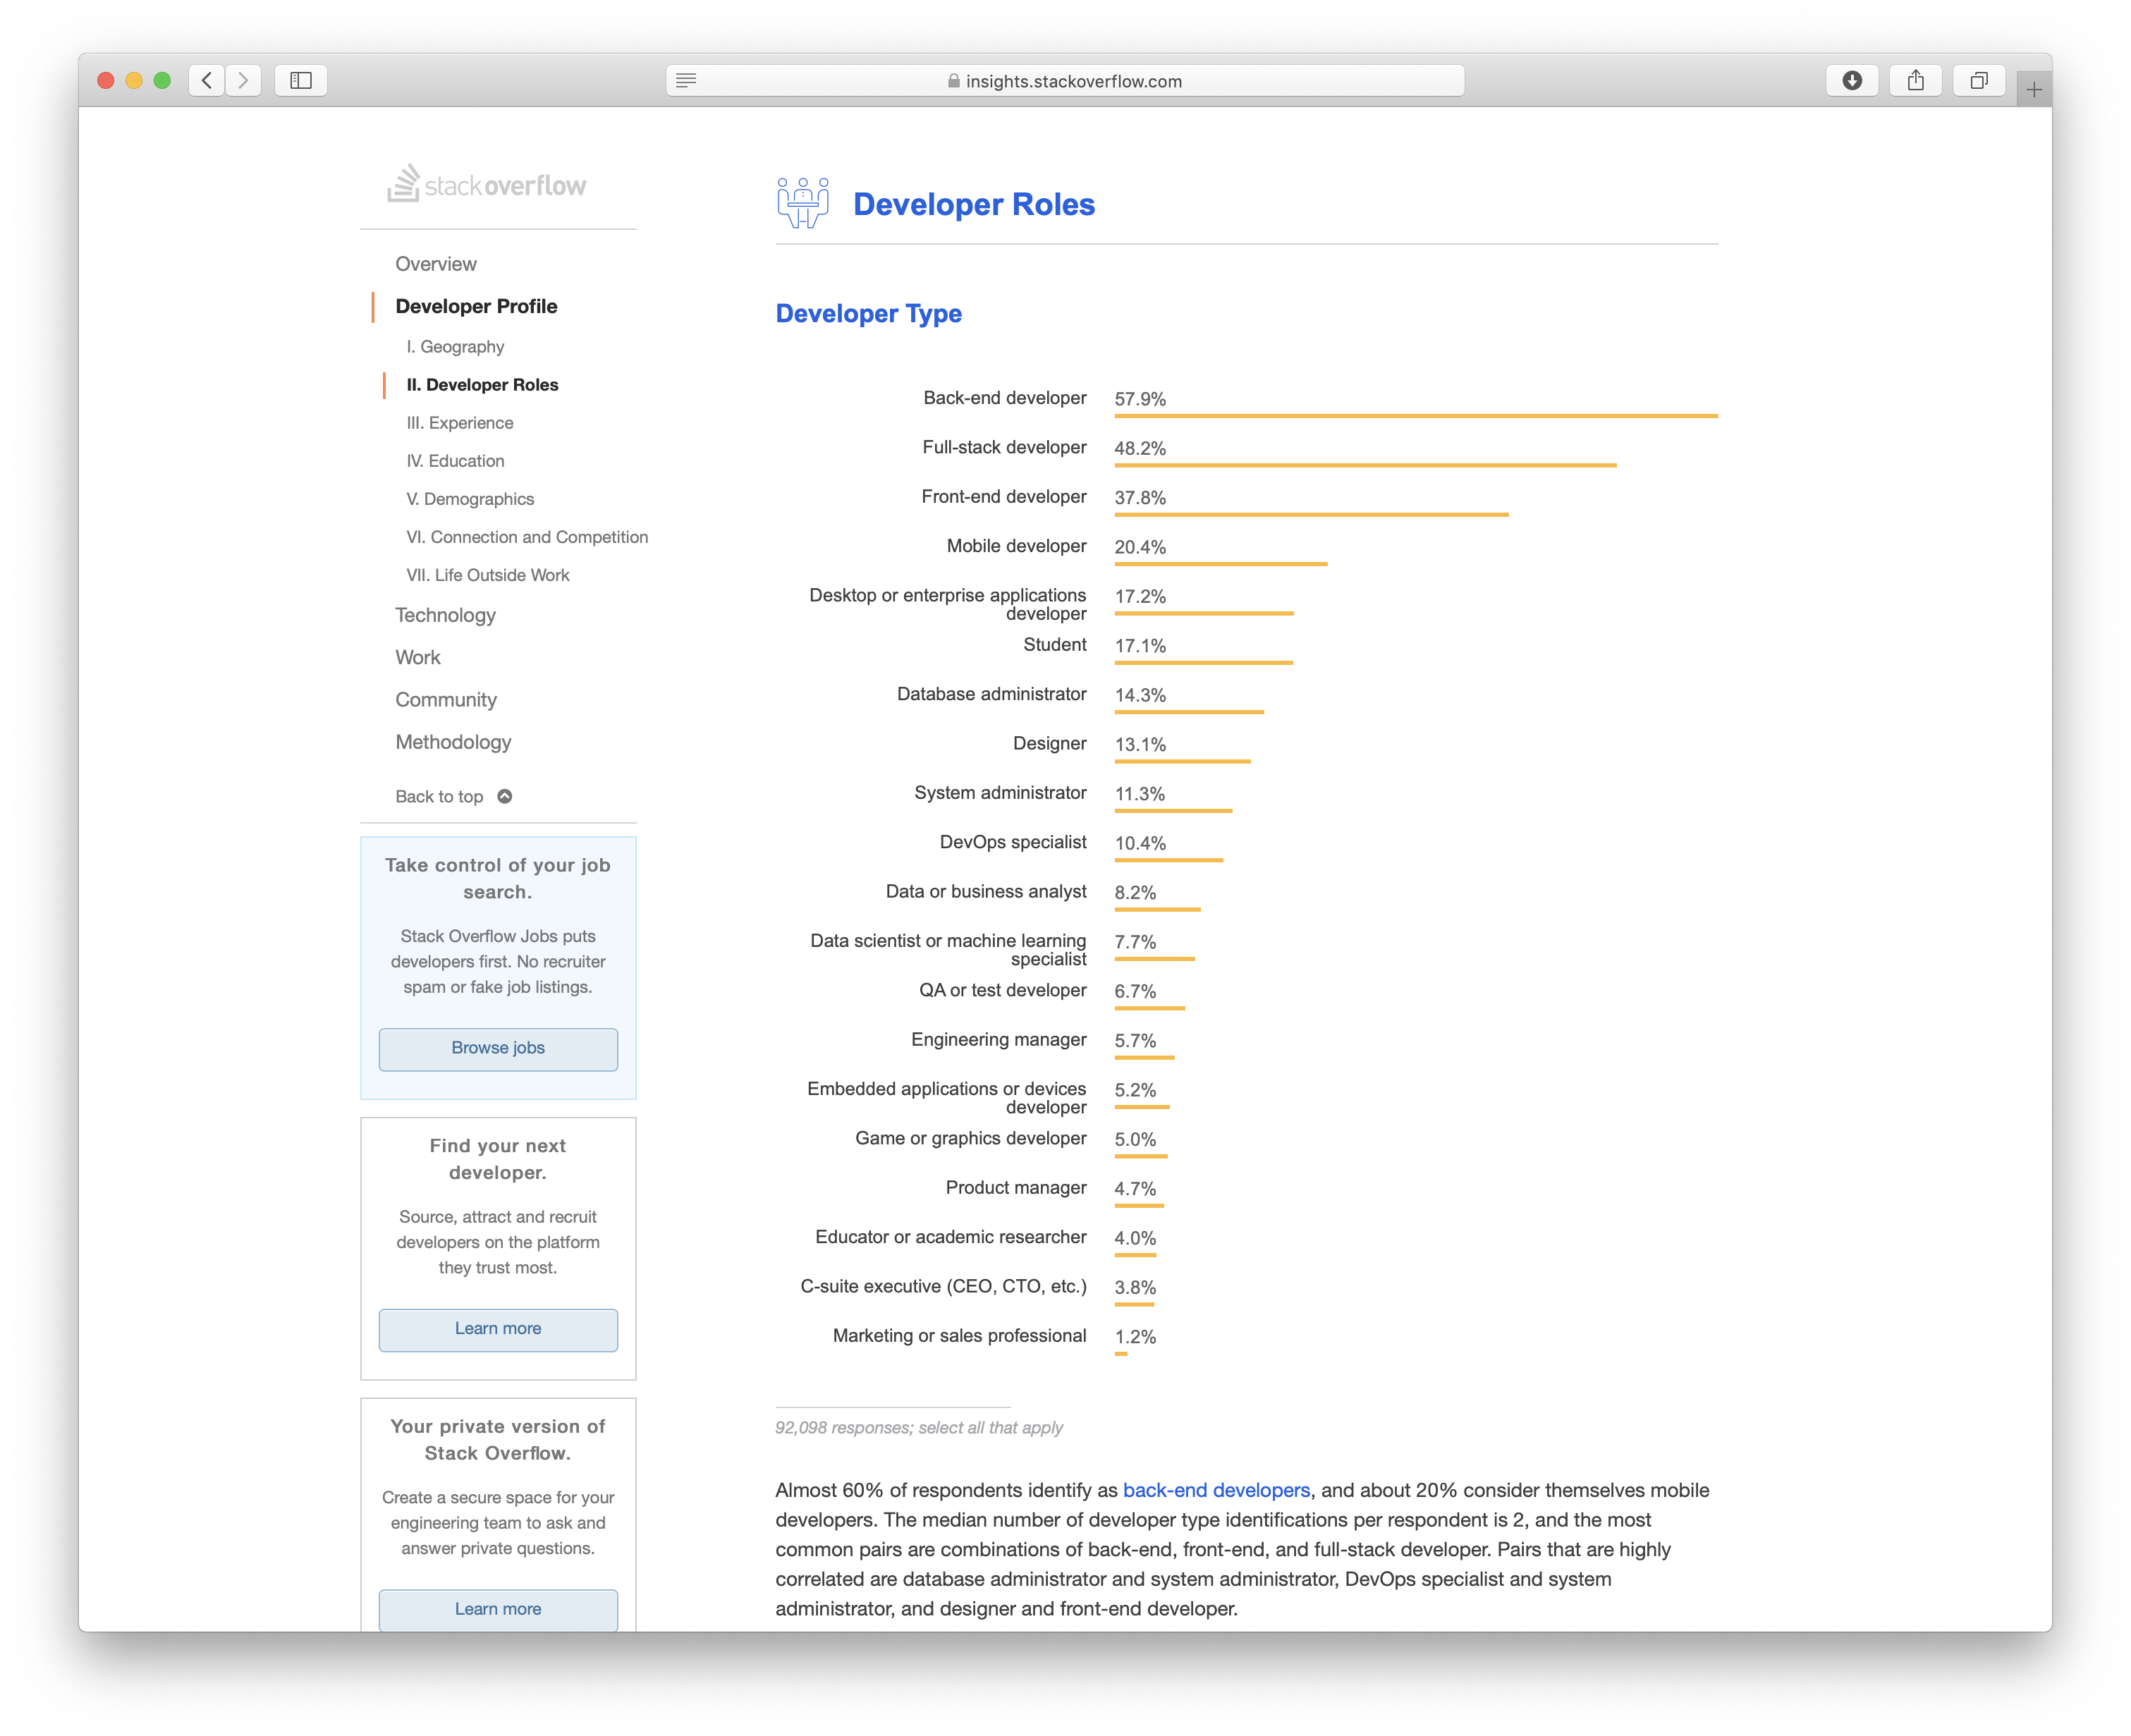 insights.stackoverflow.com
stackoverflow
Overview
Developer Profile
I. Geography
II. Developer Roles
III. Experience
IV. Education
V. Demographics
VI. Connection and Competition
VII. Life Outside Work
Technology
Work
Community
Methodology
Back to top
Take control of your job
search.
Stack Overflow Jobs puts
developers first. No recruiter
spam or fake job listings.
Browse jobs
Find your next
developer.
Source, attract and recruit
developers on the platform
they trust most.
Learn more
Your private version of
Stack Overflow.
Create a secure space for your
engineering team to ask and
answer private questions.
Learn more
Developer Roles
Developer Type
Back-end developer 57.9%
Full-stack developer 48.2%
Front-end developer 37.8%
Mobile developer 20.4%
Desktop or enterprise applications 17.2%
developer
Student 17.1%
Database administrator 14.3%
Designer 13.1%
System administrator 11.3%
DevOps specialist 10.4%
Data or business analyst 8.2%
Data scientist or machine learning 7.7%
specialist
QA or test developer 6.7%
Engineering manager 5.7%
Embedded applications or devices 5.2%
developer
Game or graphics developer 5.0%
Product manager 4.7%
Educator or academic researcher 4.0%
C-suite executive (CEO, CTO, etc.) 3.8%
Marketing or sales professional 1.2%
92,098 responses; select all that apply
Almost 60% of respondents identify as back-end developers, and about 20% consider themselves mobile
developers. The median number of developer type identifications per respondent is 2, and the most
common pairs are combinations of back-end, front-end, and full-stack developer. Pairs that are highly
correlated are database administrator and system administrator, DevOps specialist and system
administrator, and designer and front-end developer.